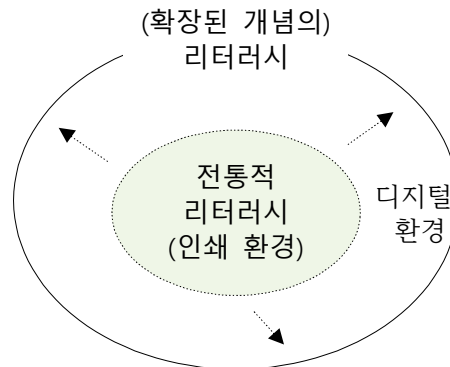 (확장된 개념의)
리터러시
전통적
리터러시
(인쇄 환경)
디지털
환경